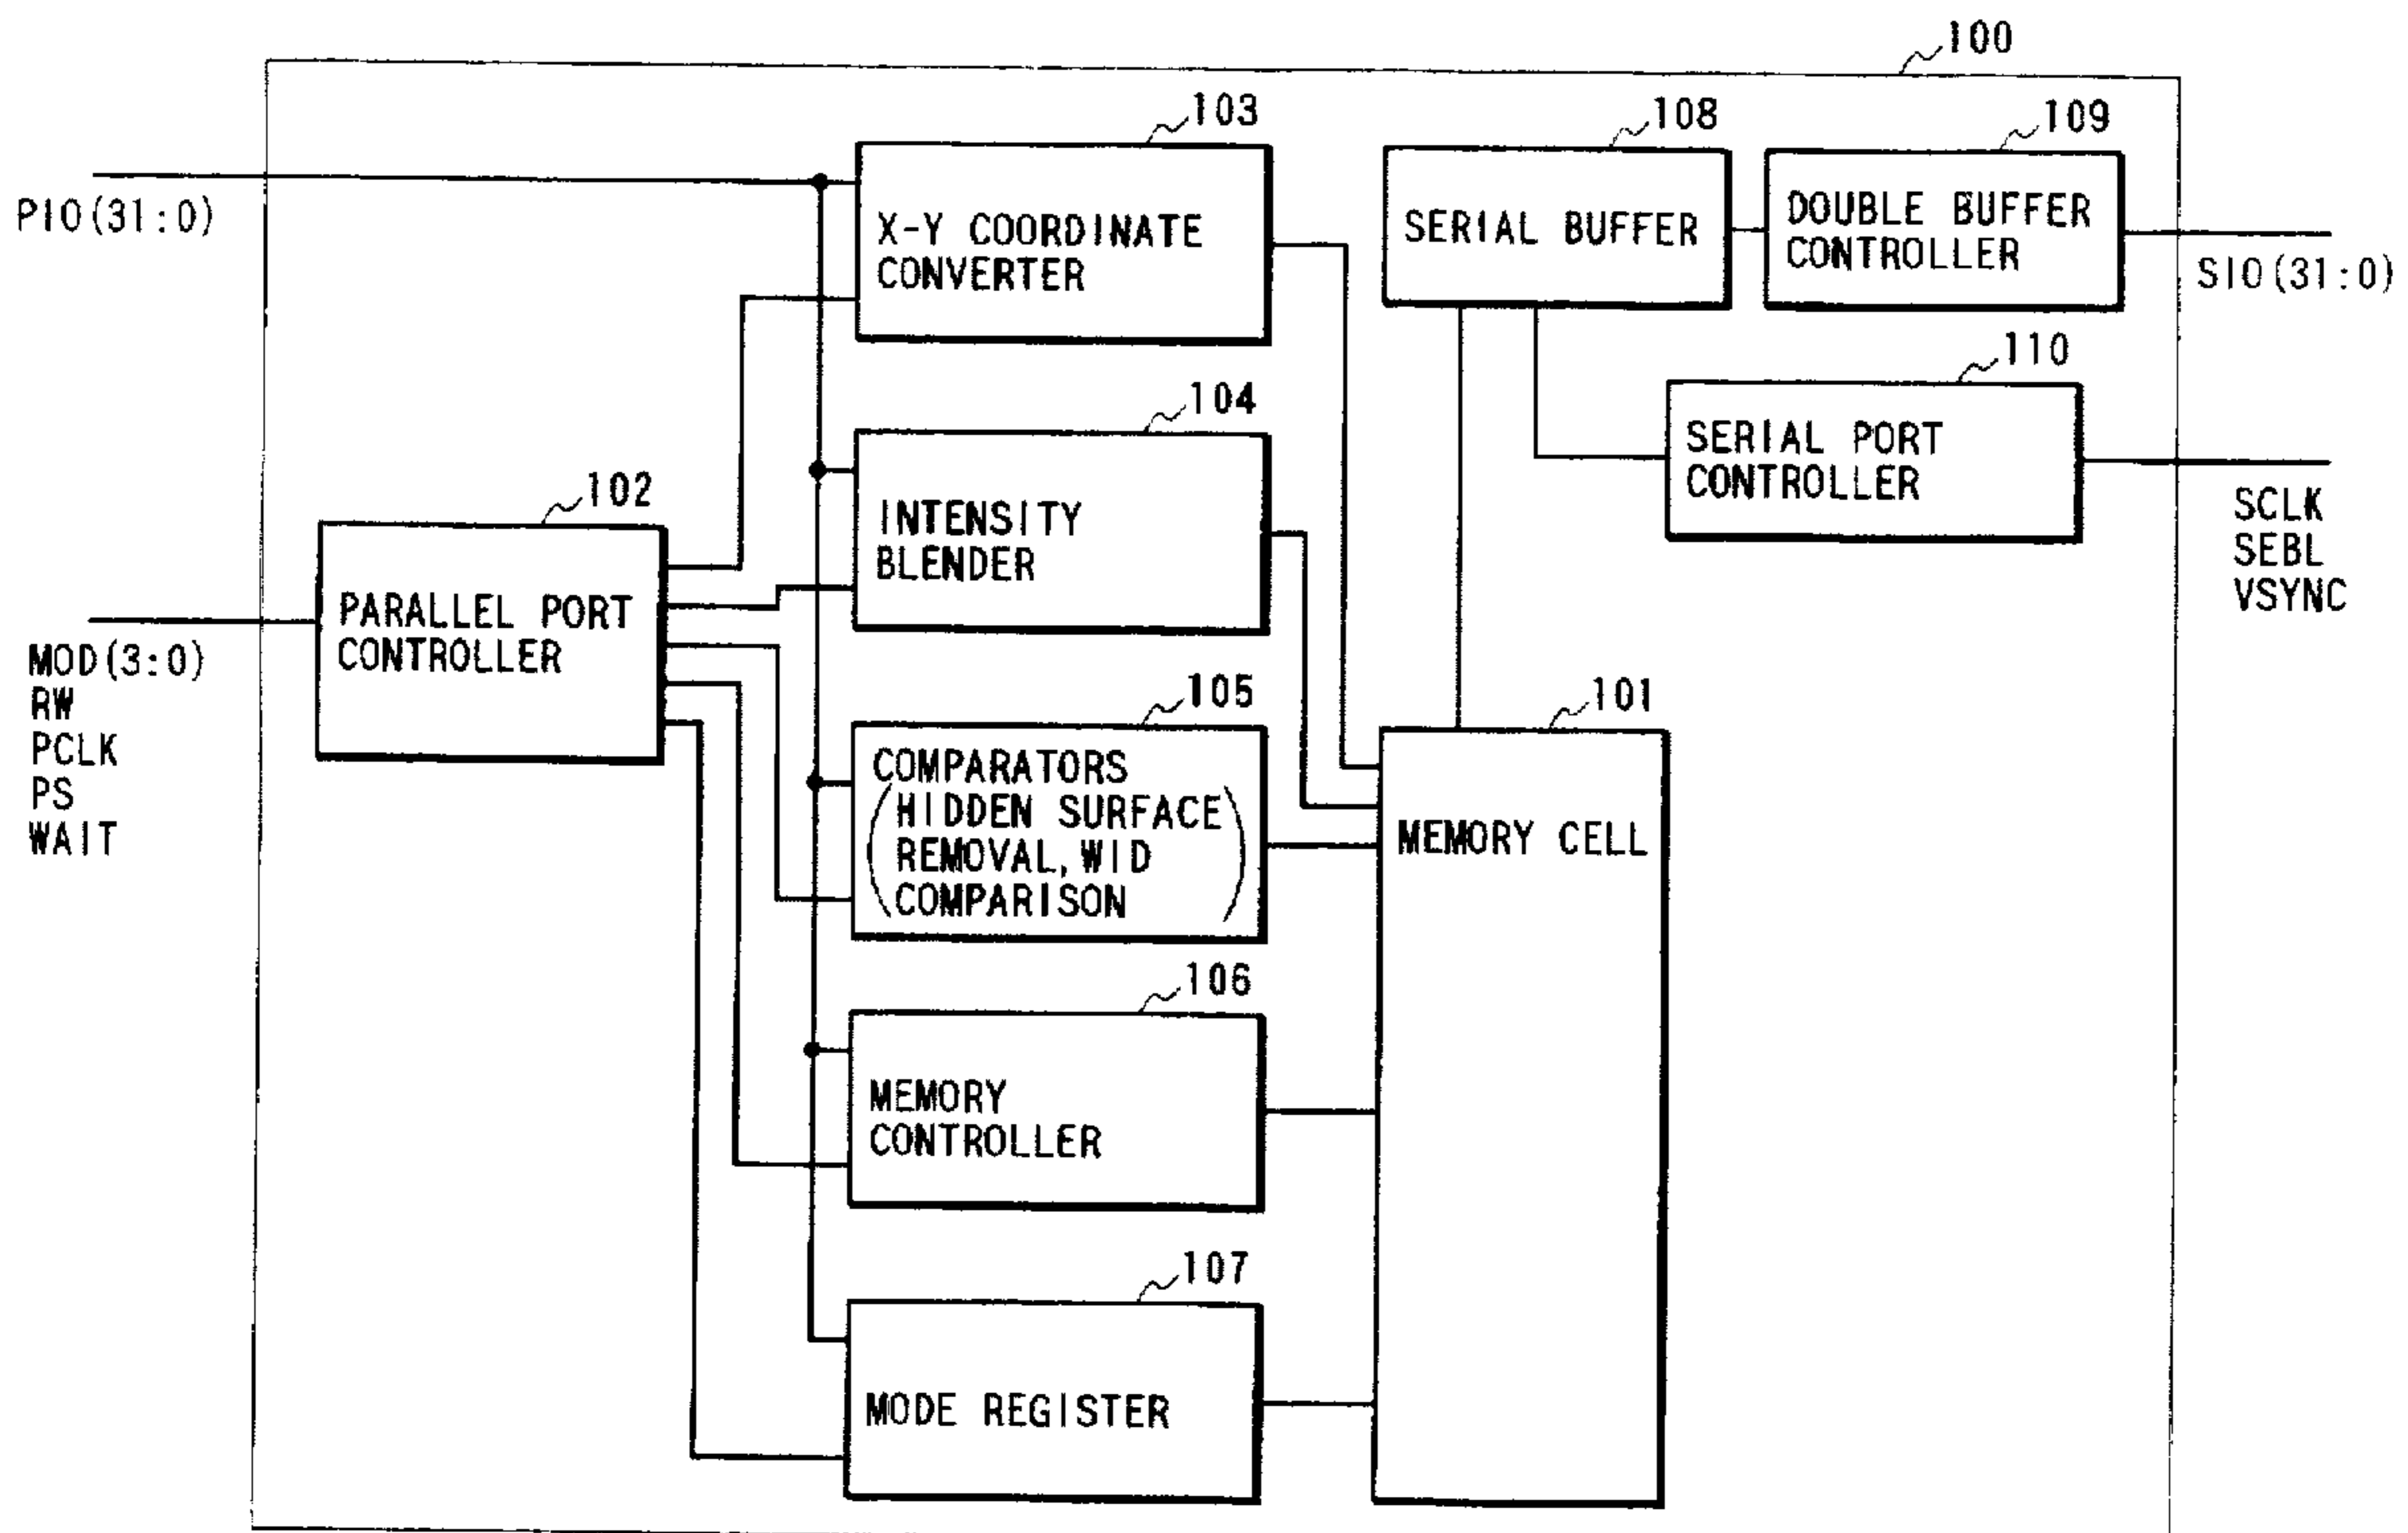 100
103
108
109
PIO(31:0)
X-Y COORDINATE
CONVERTER
SERIAL BUFFER
DOUBLE BUFFER
CONTROLLER
SIO(31:0)
110
104
SERIAL PORT
CONTROLLER
102
INTENSITY
BLENDER
SCLK
SEBL
VSYNC
PARALLEL PORT
CONTROLLER
MOD(3:0)
RW
PCLK
PS
WAIT
105
101
COMPARATORS
(HIDDEN SURFACE
REMOVAL, WID
COMPARISON)
MEMORY CELL
106
MEMORY
CONTROLLER
107
MODE REGISTER